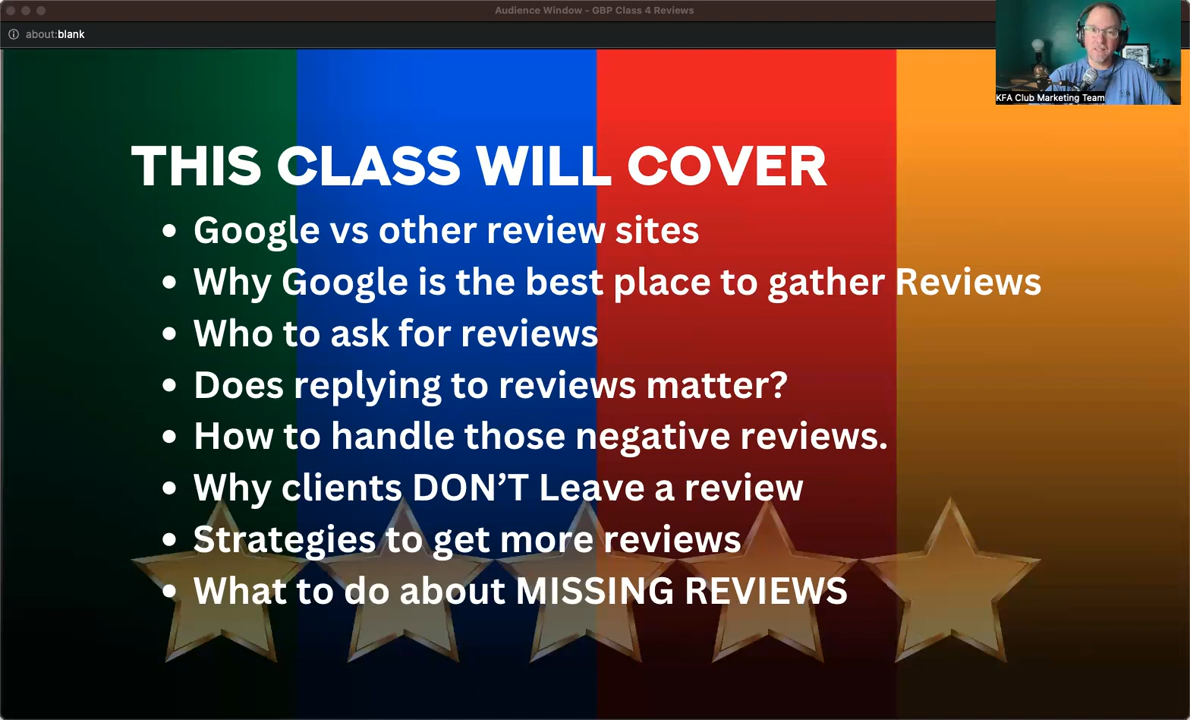 Audience Window - GBP Class 4 Reviews
about:blank
KFA Club Marketing Team
THIS CLASS WILL COVER
• Google vs other review sites
• Why Google is the best place to gather Reviews
• Who to ask for reviews
• Does replying to reviews matter?
• How to handle those negative reviews.
• Why clients DON'T Leave a review
• Strategies to get more reviews
• What to do about MISSING REVIEWS